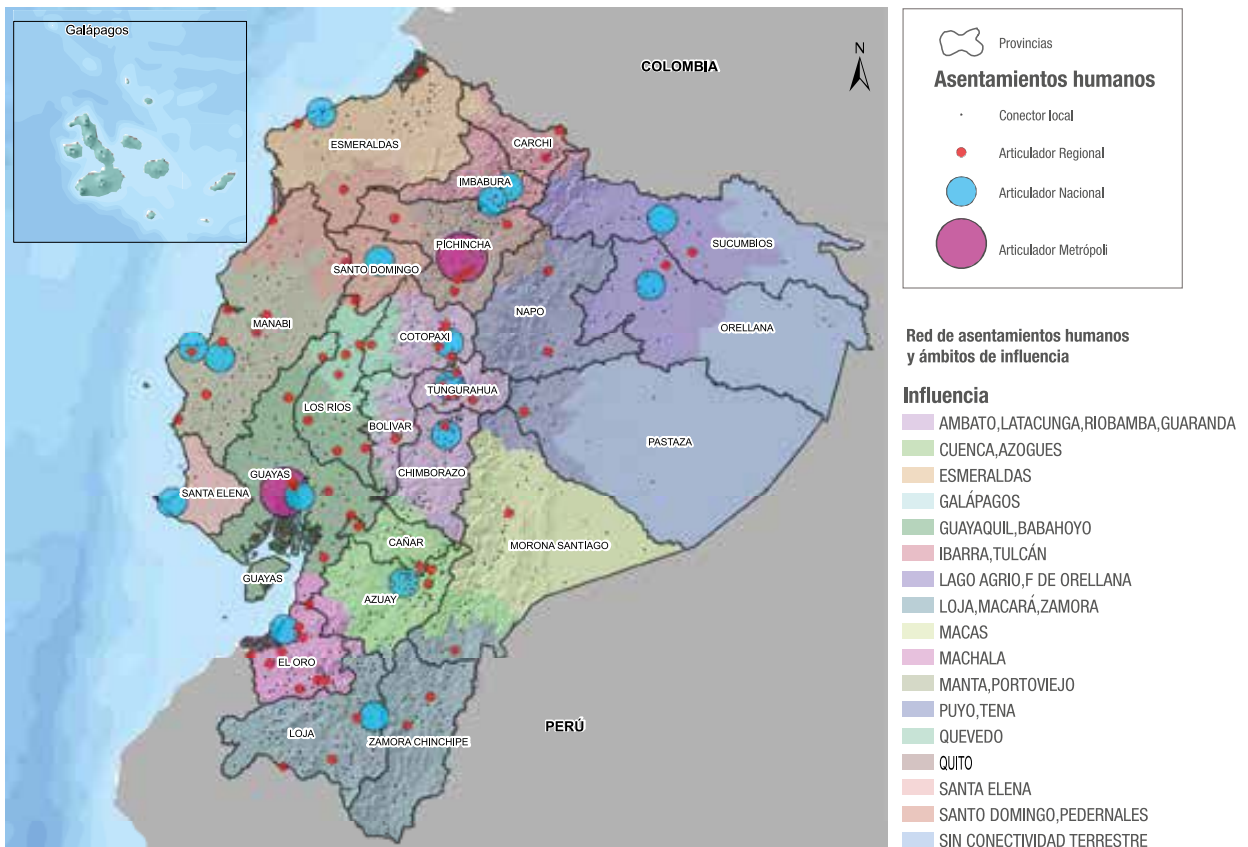 Galápagos
N
COLOMBIA
ESMERALDAS
CARCHI
IMBABURA
PICHINCHA
SUCUMBIOS
SANTO DOMINGO
NAPO
MANABI
COTOPAXI
ORELLANA
TUNGURAHUA
LOS RÍOS
BOLIVAR
PASTAZA
CHIMBORAZO
GUAYAS
SANTA ELENA
CAÑAR
MORONA SANTÍAGO
GUAYAS
AZUAY
EL ORO
PERÚ
LOJA
ZAMORA CHINCHIPE
Provincias
Asentamientos humanos
Conector local
Articulador Regional
Articulador Nacional
Articulador Metrópoli
Red de asentamientos humanos
y ámbitos de influencia
Influencia
AMBATO,LATACUNGA,RIOBAMBA,GUARANDA
CUENCA,AZOGUES
ESMERALDAS
GALÁPAGOS
GUAYAQUIL,BABAHOYO
IBARRA,TULCÁN
LAGO AGRIO,F DE ORELLANA
LOJA,MACARÁ,ZAMORA
MACAS
MACHALA
MANTA,PORTOVIEJO
PUYO,TENA
QUEVEDO
QUITO
SANTA ELENA
SANTO DOMINGO,PEDERNALES
SIN CONECTIVIDAD TERRESTRE